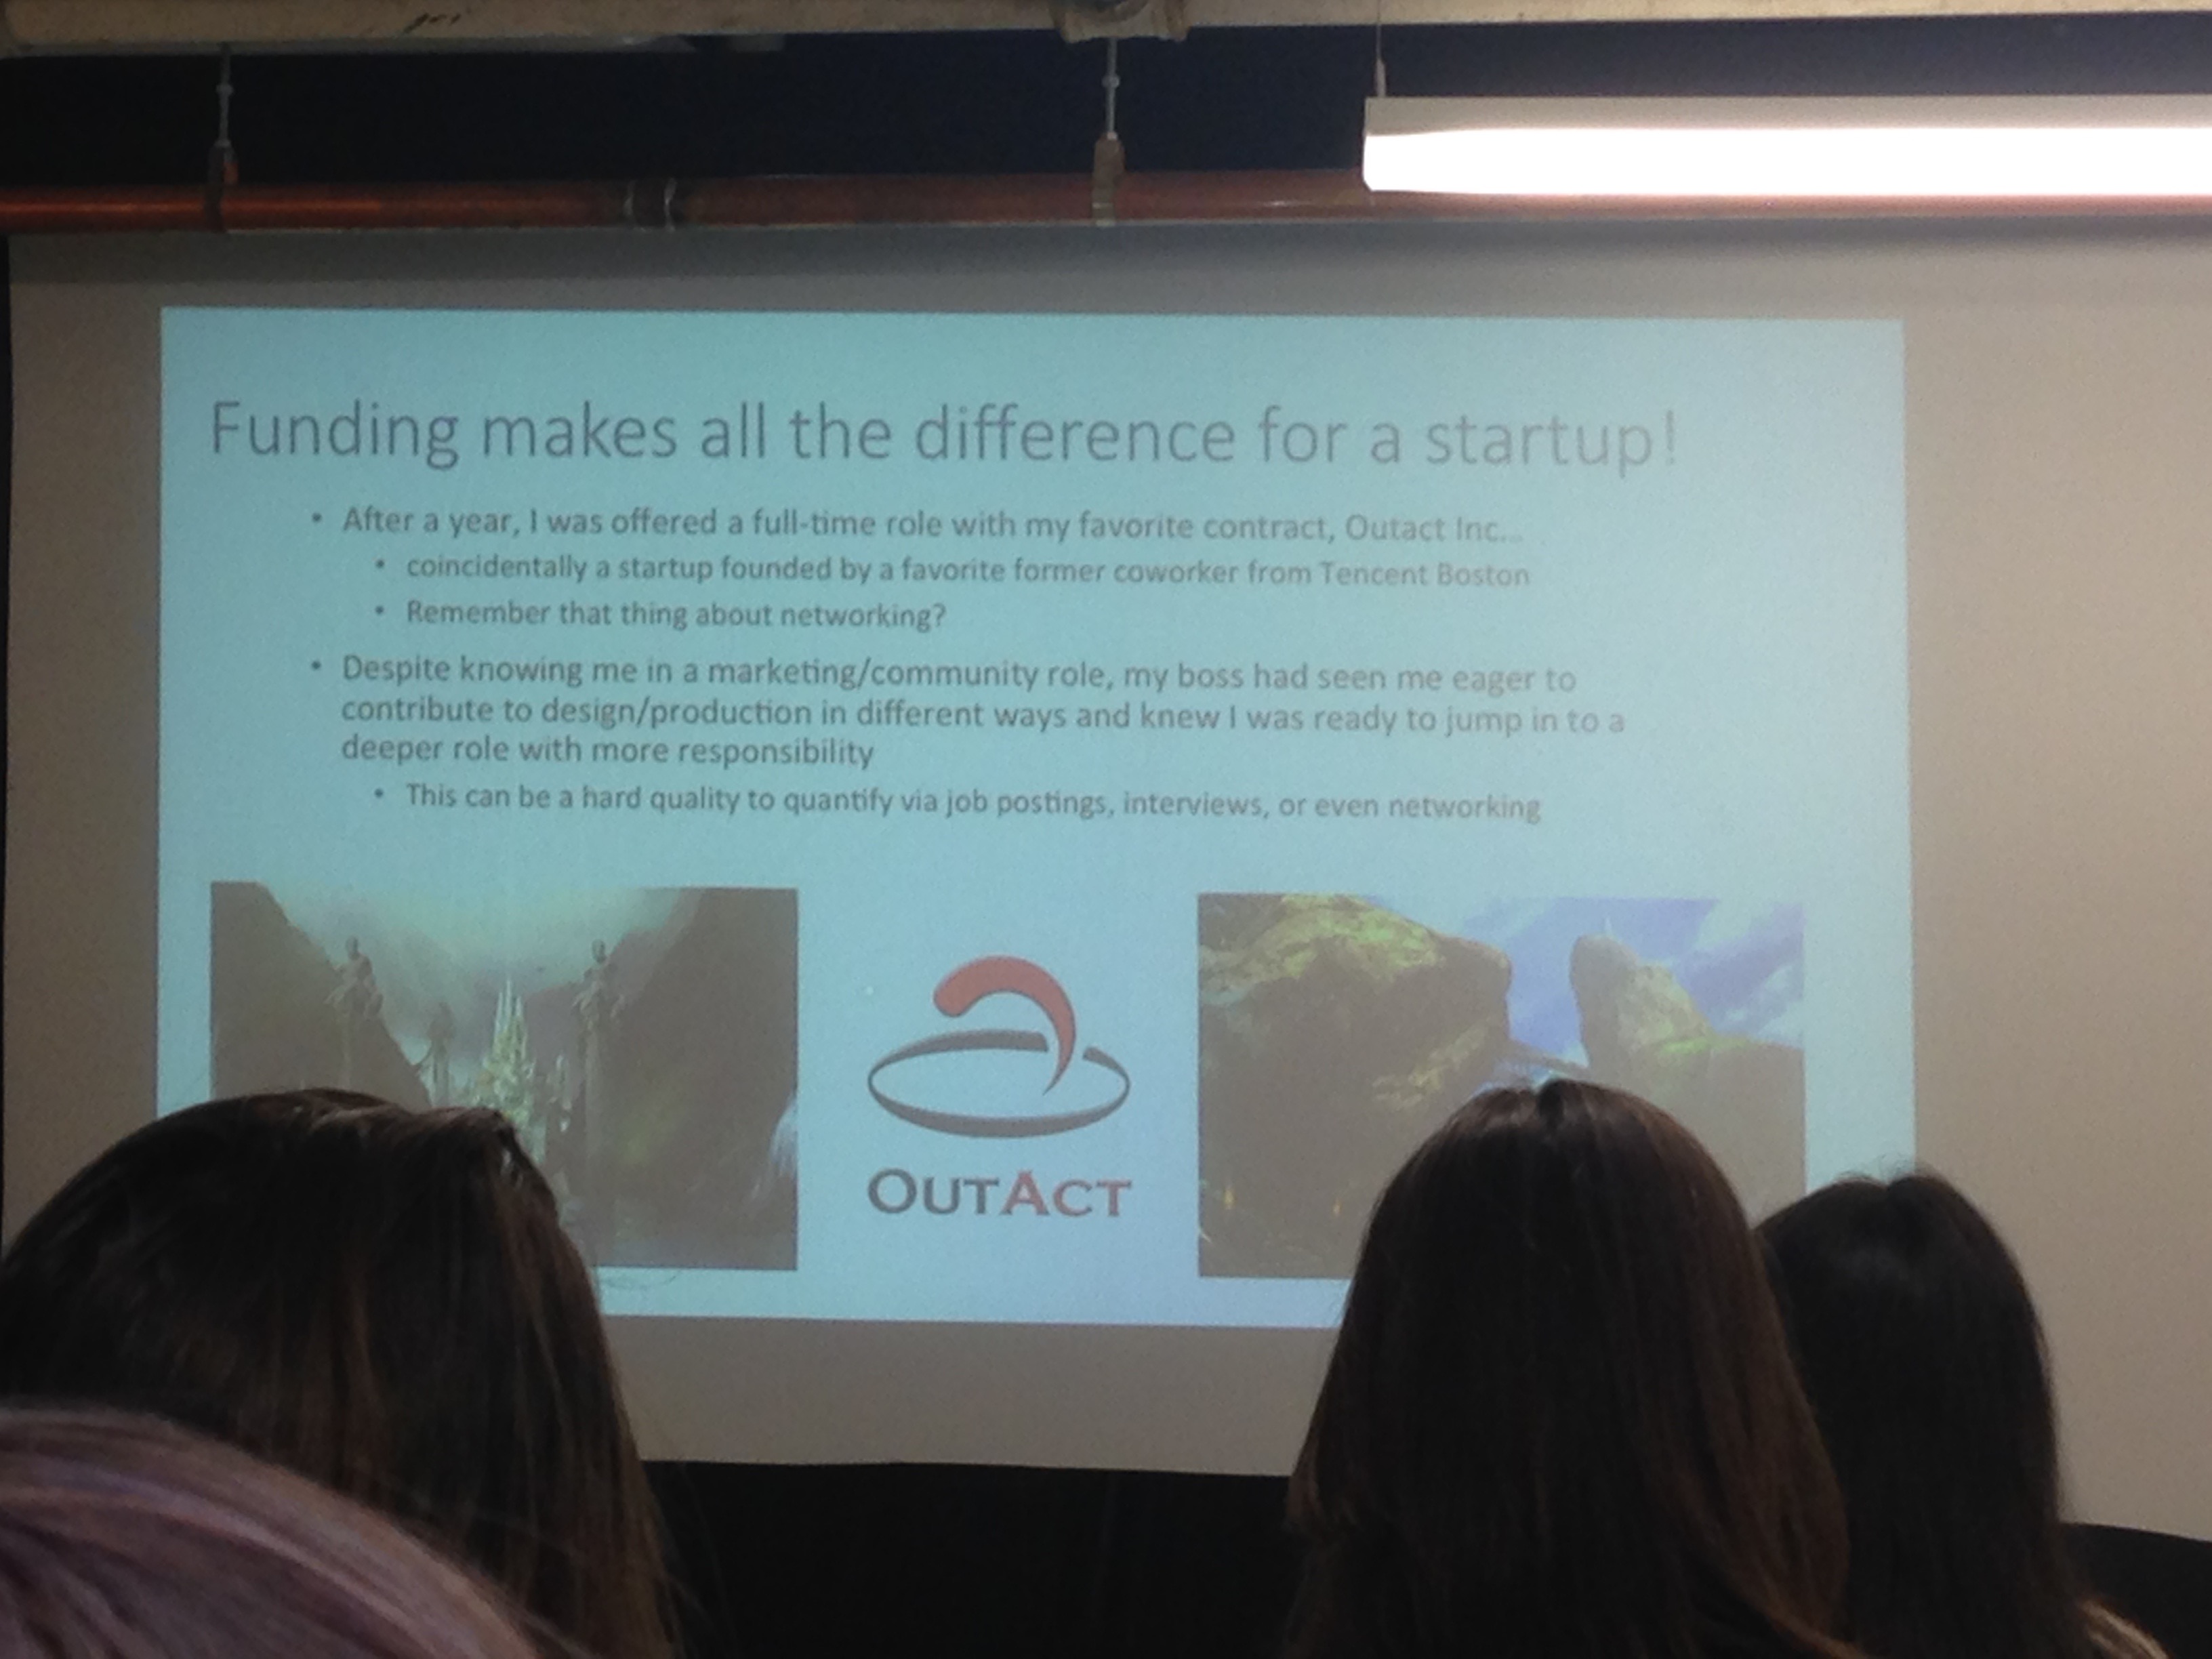 Funding makes all the difference for a startup!
• After a year, I was offered a full-time role with my favorite contract, Outact Inc...
• coincidentally a startup founded by a favorite former coworker from Tencent Boston
• Remember that thing about networking?
• Despite knowing me in a marketing/community role, my boss had seen me eager to
contribute to design/production in different ways and knew I was ready to jump in to a
deeper role with more responsibility
• This can be a hard quality to quantify via job postings, interviews, or even networking
OUTACT